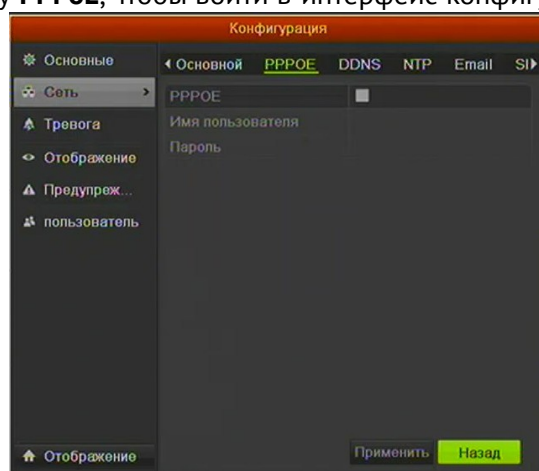 у PPPoE, чтобы войти в интерфейс конфиг
Конфигурация
Основные
Основной PPPOE DDNS NTP Email
Сеть
PPPOE
Тревога
Имя пользователя
Отображение
Пароль
Предупреж...
пользователь
Отображение
Применить Назад